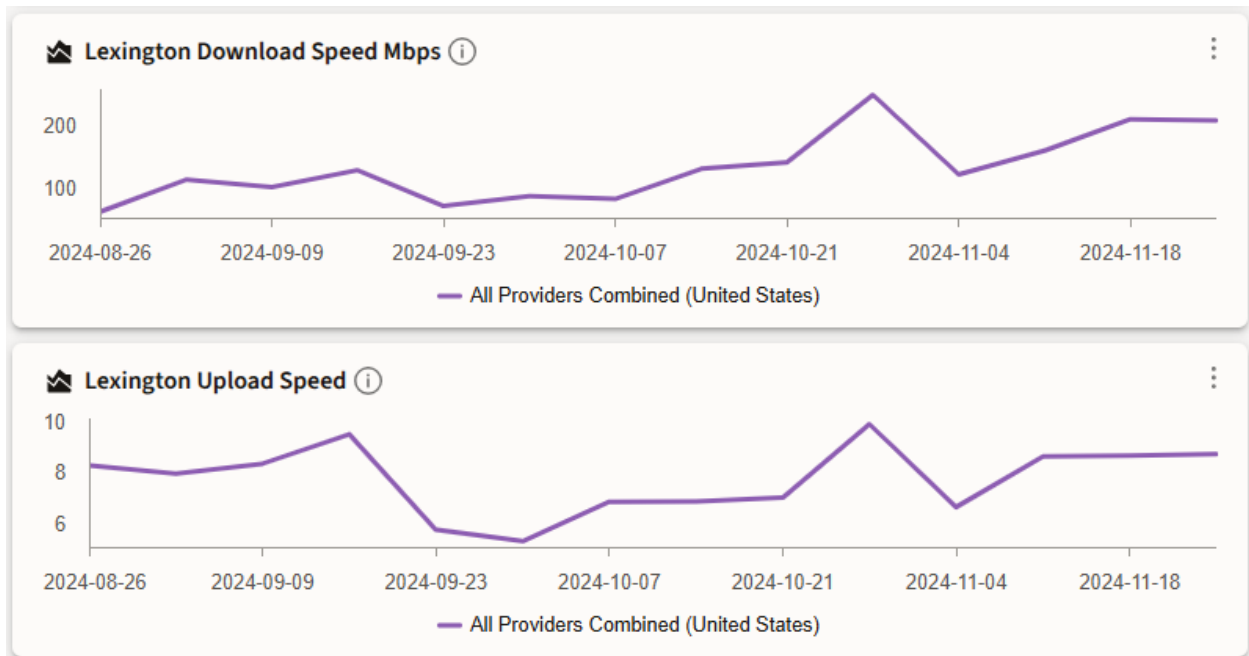 Lexington Download Speed Mbps
200
100
2024-08-26 2024-09-09 2024-09-23 2024-10-07 2024-10-21 2024-11-04 2024-11-18
All Providers Combined (United States)
Lexington Upload Speed
10
8
6
2024-08-26 2024-09-09 2024-09-23 2024-10-07 2024-10-21 2024-11-04 2024-11-18
All Providers Combined (United States)